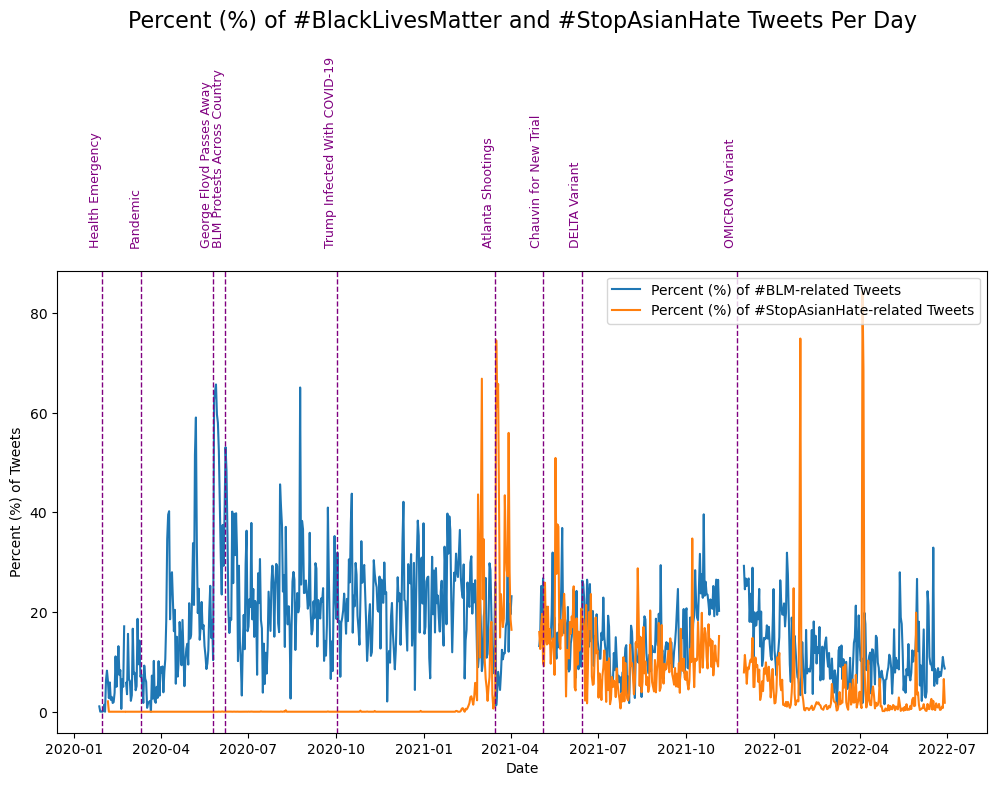 Percent (%) of #BlackLivesMatter and #StopAsianHate Tweets Per Day
Health Emergency
Pandemic
George Floyd Passes Away
BLM Protests Across Country
Trump Infected With COVID-19
Atlanta Shootings
Chauvin for New Trial
DELTA Variant
OMICRON Variant
Percent (%) of #BLM-related Tweets
Percent (%) of #StopAsianHate-related Tweets
Percent (%) of Tweets
80
60
40
20
0
2020-01
2020-04
2020-07
2020-10
2021-01
2021-04
2021-07
2021-10
2022-01
2022-04
2022-07
Date